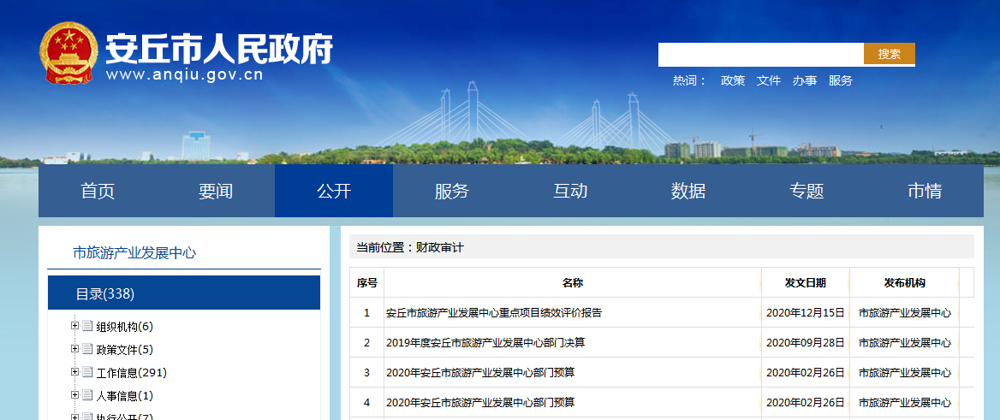 安丘市人民政府
www.anqiu.gov.cn
搜索
热词： 政策 文件 办事 服务
首页 要闻 公开 服务 互动 数据 专题 市情
市旅游产业发展中心
目录(338)
组织机构(6)
政策文件(5)
工作信息(291)
人事信息(1)
执行公开(7)
当前位置：财政审计
序号 名称 发文日期 发布机构
1 安丘市旅游产业发展中心重点项目绩效评价报告 2020年12月15日 市旅游产业发展中心
2 2019年度安丘市旅游产业发展中心部门决算 2020年09月28日 市旅游产业发展中心
3 2020年安丘市旅游产业发展中心部门预算 2020年02月26日 市旅游产业发展中心
4 2020年安丘市旅游产业发展中心部门预算 2020年02月26日 市旅游产业发展中心